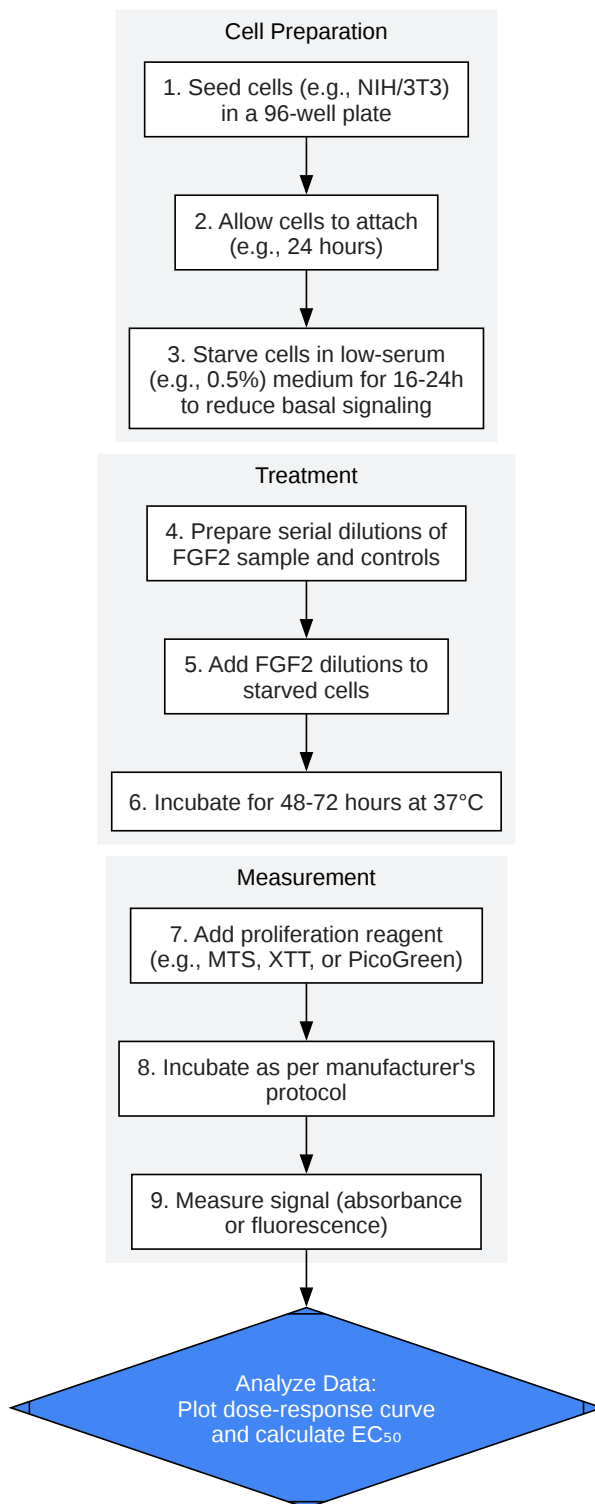 Cell Preparation
1. Seed cells (e.g., NIH/3T3)
in a 96-well plate
2. Allow cells to attach
(e.g., 24 hours)
3. Starve cells in low-serum
(e.g., 0.5%) medium for 16-24h
to reduce basal signaling
Treatment
4. Prepare serial dilutions of
FGF2 sample and controls
5. Add FGF2 dilutions to
starved cells
6. Incubate for 48-72 hours at 37°C
Measurement
7. Add proliferation reagent
(e.g., MTS, XTT, or PicoGreen)
8. Incubate as per manufacturer's
protocol
9. Measure signal (absorbance
or fluorescence)
Analyze Data:
Plot dose-response curve
and calculate EC₅₀